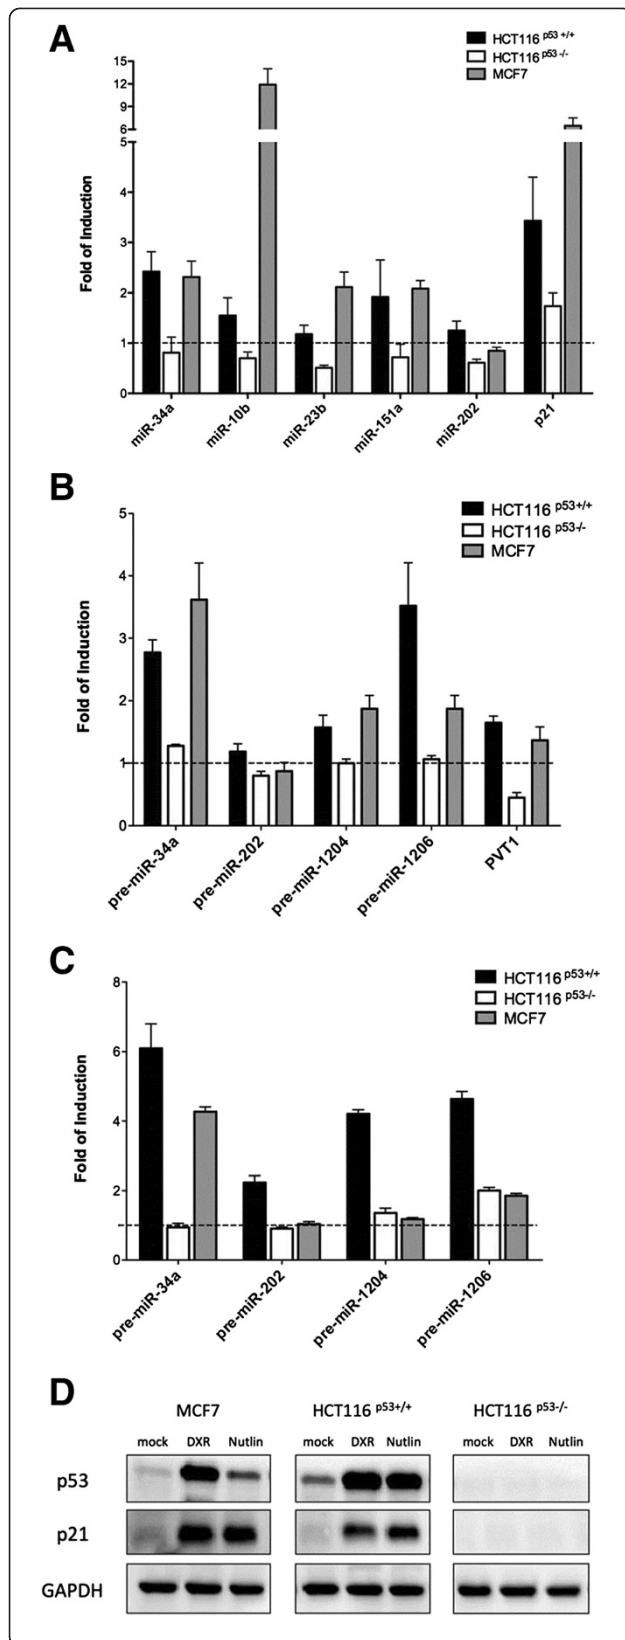 A
HCT116 p53 +/+
HCT116 p53 -/-
MCF7
15
12
9
6
5
4
3
2
1
0
Fold of Induction
miR-34a
miR-10b
miR-23b
miR-151a
miR-202
p21
B
HCT116 p53+/+
HCT116 p53-/-
MCF7
5
4
3
2
1
0
Fold of Induction
pre-miR-34a
pre-miR-202
pre-miR-1204
pre-miR-1206
PVT1
C
HCT116 p53+/+
HCT116 p53-/-
MCF7
8
6
4
2
0
Fold of Induction
pre-miR-34a
pre-miR-202
pre-miR-1204
pre-miR-1206
D
MCF7 HCT116 p53+/+ HCT116 p53-/-
mock DXR Nutlin mock DXR Nutlin mock DXR Nutlin
p53
p21
GAPDH